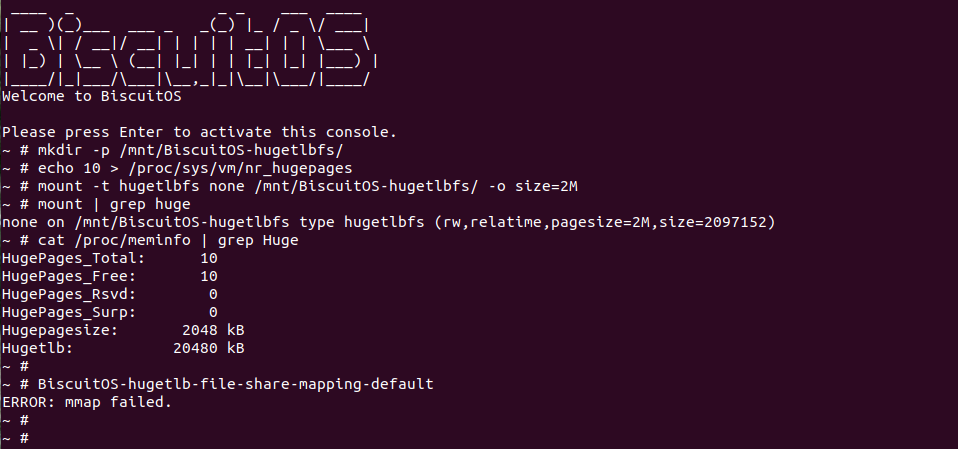 ____  _                _ _    ___  ____
| __ )(_)___  ___ _   _(_) |_ / _ \/ ___|
|  _ \| / __|/ __| | | | | __| | | \___ \
| |_) | \__ \ (__| |_| | | |_| |_| |___) |
|____/|_|___/\___|\__,_|_|\__|\___/|____/
Welcome to BiscuitOS

Please press Enter to activate this console.
~ # mkdir -p /mnt/BiscuitOS-hugetlbfs/
~ # echo 10 > /proc/sys/vm/nr_hugepages
~ # mount -t hugetlbfs none /mnt/BiscuitOS-hugetlbfs/ -o size=2M
~ # mount | grep huge
none on /mnt/BiscuitOS-hugetlbfs type hugetlbfs (rw,relatime,pagesize=2M,size=2097152)
~ # cat /proc/meminfo | grep Huge
HugePages_Total:      10
HugePages_Free:       10
HugePages_Rsvd:        0
HugePages_Surp:        0
Hugepagesize:       2048 kB
Hugetlb:           20480 kB
~ #
~ # BiscuitOS-hugetlb-file-share-mapping-default
ERROR: mmap failed.
~ #
~ #